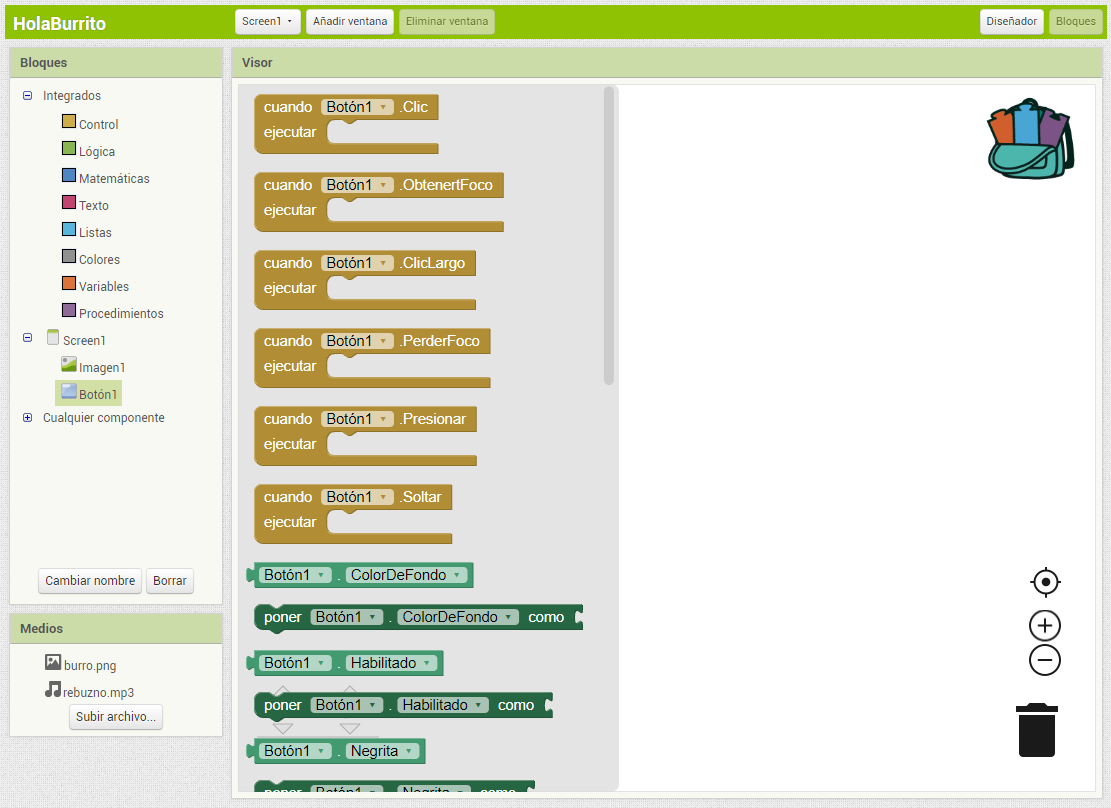 HolaBurrito
Screen1
Añadir ventana
Eliminar ventana
Diseñador
Bloques
Bloques
Integrados
Control
Lógica
Matemáticas
Texto
Listas
Colores
Variables
Procedimientos
Screen1
Imagen1
Botón1
Cualquier componente
Cambiar nombre
Borrar
Medios
burro.png
rebuzno.mp3
Subir archivo...
Visor
cuando Botón1 .Clic
ejecutar
cuando Botón1 .ObtenertFoco
ejecutar
cuando Botón1 .ClicLargo
ejecutar
cuando Botón1 .PerderFoco
ejecutar
cuando Botón1 .Presionar
ejecutar
cuando Botón1 .Soltar
ejecutar
Botón1 . ColorDeFondo
poner Botón1 . ColorDeFondo como
Botón1 . Habilitado
poner Botón1 . Habilitado como
Botón1 . Negrita
poner Botón1 . Negrita como